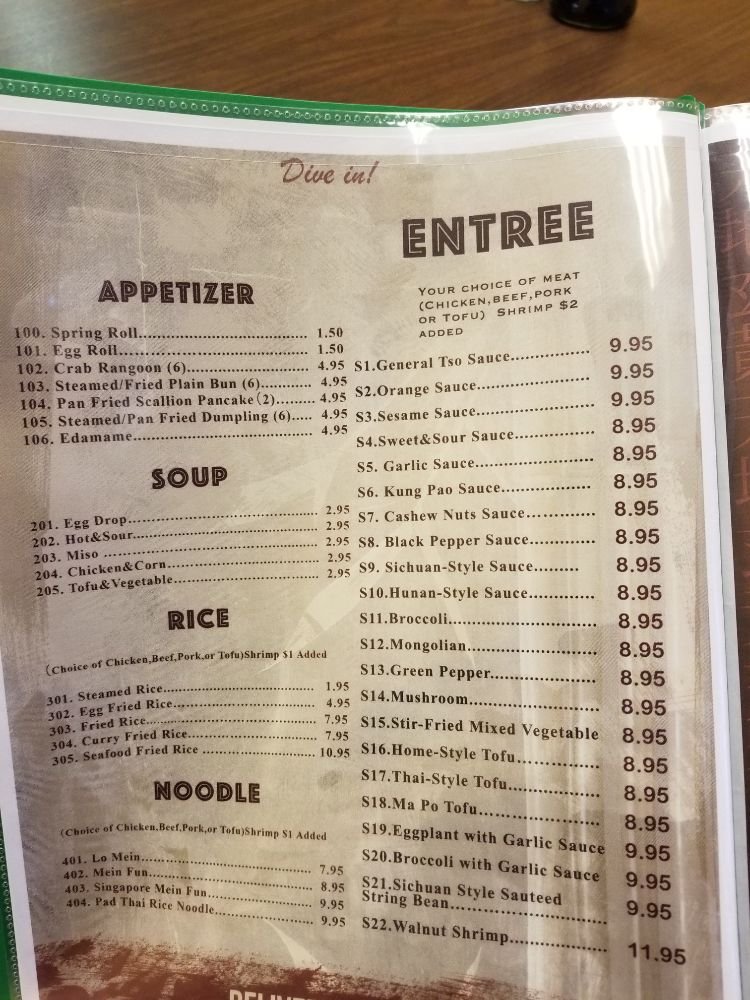 Dive in!
APPETIZER
100. Spring Roll.......................... 1.50
101. Egg Roll.............................. 1.50
102. Crab Rangoon (6).................. 4.95
103. Steamed/Fried Plain Bun (6)........... 4.95
104. Pan Fried Scallion Pancake(2)......... 4.95
105. Steamed/Pan Fried Dumpling (6)..... 4.95
106. Edamame.............................. 4.95
SOUP
201. Egg Drop.............................. 2.95
202. Hot&Sour.............................. 2.95
203. Miso .............................. 2.95
204. Chicken&Corn.......................... 2.95
205. Tofu&Vegetable........................ 2.95
RICE
(Choice of Chicken,Beef,Pork,or Tofu)Shrimp $1 Added
301. Steamed Rice.......................... 1.95
302. Egg Fried Rice........................ 4.95
303. Fried Rice............................ 7.95
304. Curry Fried Rice...................... 7.95
305. Seafood Fried Rice .................... 10.95
NOODLE
(Choice of Chicken,Beef,Pork,or Tofu)Shrimp $1 Added
401. Lo Mein.............................. 7.95
402. Mein Fun.............................. 8.95
403. Singapore Mein Fun.................... 9.95
404. Pad Thai Rice Noodle.................. 9.95
ENTREE
YOUR CHOICE OF MEAT
(CHICKEN,BEEF,PORK
OR TOFU) SHRIMP $2
ADDED
S1.General Tso Sauce................ 9.95
S2.Orange Sauce...................... 9.95
S3.Sesame Sauce...................... 9.95
S4.Sweet&Sour Sauce................ 8.95
S5. Garlic Sauce...................... 8.95
S6. Kung Pao Sauce.................. 8.95
S7. Cashew Nuts Sauce.............. 8.95
S8. Black Pepper Sauce.............. 8.95
S9. Sichuan-Style Sauce......... 8.95
S10.Hunan-Style Sauce............. 8.95
S11.Broccoli............................ 8.95
S12.Mongolian........................ 8.95
S13.Green Pepper.................... 8.95
S14.Mushroom........................ 8.95
S15.Stir-Fried Mixed Vegetable 8.95
S16.Home-Style Tofu................ 8.95
S17.Thai-Style Tofu.................. 8.95
S18.Ma Po Tofu........................ 8.95
S19.Eggplant with Garlic Sauce 9.95
S20.Broccoli with Garlic Sauce 9.95
S21.Sichuan Style Sauteed
String Bean............................ 9.95
S22.Walnut Shrimp.................... 11.95